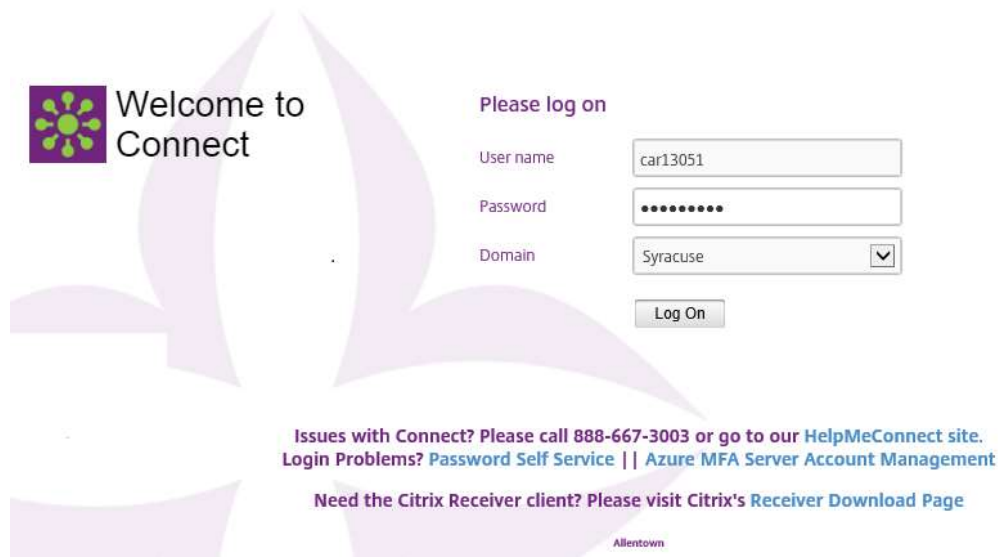 Welcome to
Connect
Please log on
User name
car13051
Password
•••••••••
Domain
Syracuse
Log On
Issues with Connect? Please call 888-667-3003 or go to our HelpMeConnect site.
Login Problems? Password Self Service || Azure MFA Server Account Management
Need the Citrix Receiver client? Please visit Citrix's Receiver Download Page
Allentown